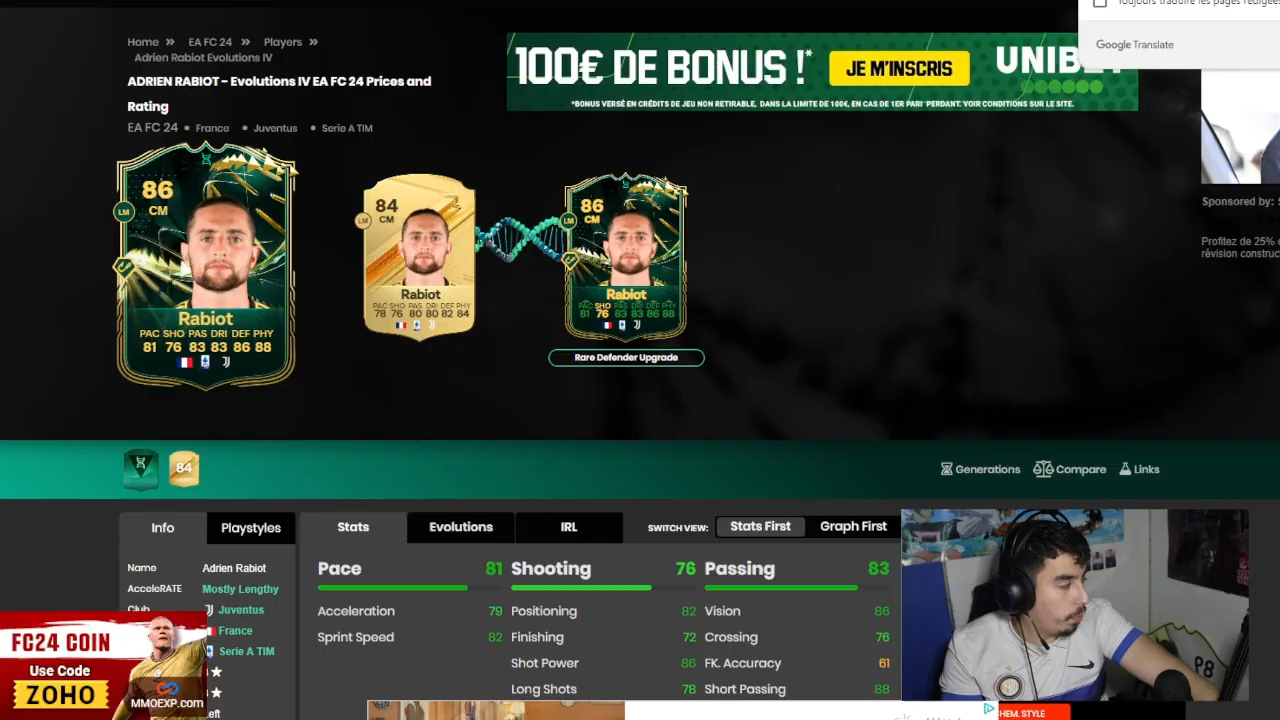 Toujours traduire les pages rédigées
Google Translate
Home » EA FC 24 » Players »
Adrien Rabiot Evolutions IV
ADRIEN RABIOT - Evolutions IV EA FC 24 Prices and
Rating
EA FC 24 • France • Juventus • Serie A TIM
100€ DE BONUS !*
JE M'INSCRIS
UNIBET
*BONUS VERSÉ EN CRÉDITS DE JEU NON RETIRABLE, DANS LA LIMITE DE 100€, EN CAS DE 1ER PARI PERDANT. VOIR CONDITIONS SUR LE SITE.
86
CM
LM
Rabiot
PAC SHO PAS DRI DEF PHY
81 76 83 83 86 88
84
CM
LM
Rabiot
PAC SHO PAS DRI DEF PHY
78 76 80 80 82 84
86
CM
LM
Rabiot
PAC SHO PAS DRI DEF PHY
81 76 83 83 86 88
Rare Defender Upgrade
Sponsored by:
Profitez de 25%
révision
84
Generations
Compare
Links
Info
Playstyles
Stats
Evolutions
IRL
SWITCH VIEW:
Stats First
Graph First
Name Adrien Rabiot
AcceleRATE Mostly Lengthy
Club Juventus
France
Serie A TIM
Pace 81
Acceleration 79
Sprint Speed 82
Shooting 76
Positioning 82
Finishing 72
Shot Power 86
Long Shots 78
Passing 83
Vision 86
Crossing 76
FK. Accuracy 61
Short Passing 88
FC24 COIN
Use Code
ZOHO
MMOEXP.com
HEM. STYLE